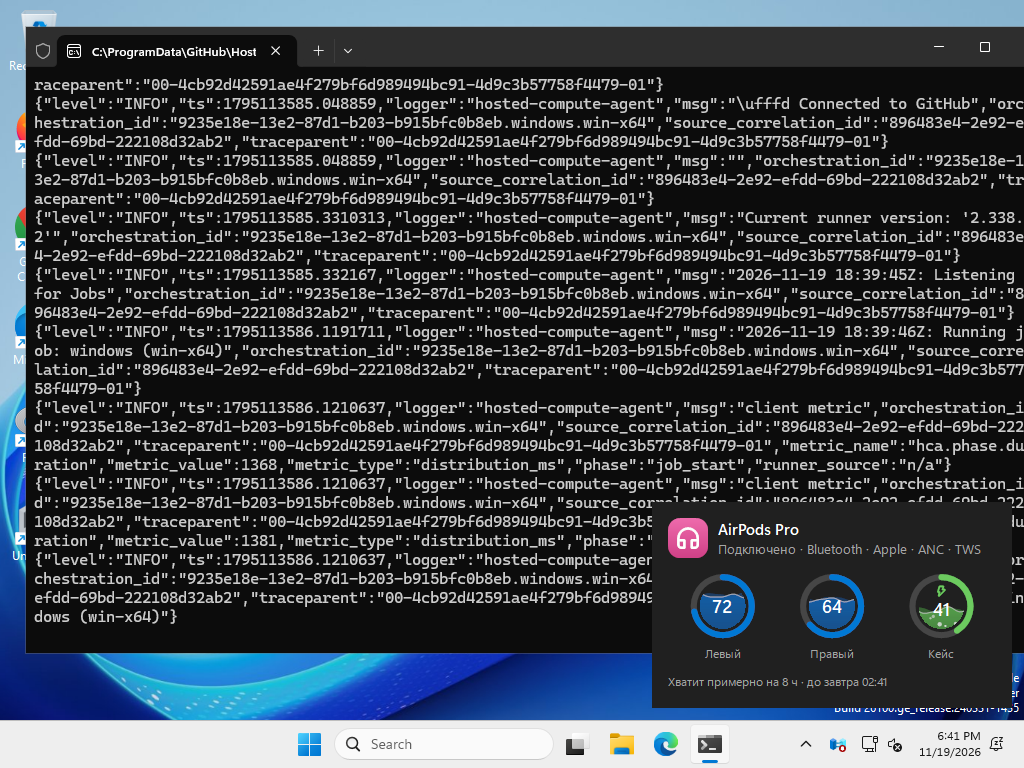 C:\ProgramData\GitHub\Host
raceparent":"00-4cb92d42591ae4f279bf6d989494bc91-4d9c3b57758f4479-01"}
{"level":"INFO","ts":1795113585.048859,"logger":"hosted-compute-agent","msg":"\ufffd Connected to GitHub","orc
hestration_id":"9235e18e-13e2-87d1-b203-b915bfc0b8eb.windows.win-x64","source_correlation_id":"896483e4-2e92-e
fdd-69bd-222108d32ab2","traceparent":"00-4cb92d42591ae4f279bf6d989494bc91-4d9c3b57758f4479-01"}
{"level":"INFO","ts":1795113585.048859,"logger":"hosted-compute-agent","msg":"","orchestration_id":"9235e18e-1
3e2-87d1-b203-b915bfc0b8eb.windows.win-x64","source_correlation_id":"896483e4-2e92-efdd-69bd-222108d32ab2","tr
aceparent":"00-4cb92d42591ae4f279bf6d989494bc91-4d9c3b57758f4479-01"}
{"level":"INFO","ts":1795113585.3310313,"logger":"hosted-compute-agent","msg":"Current runner version: '2.338.
2'","orchestration_id":"9235e18e-13e2-87d1-b203-b915bfc0b8eb.windows.win-x64","source_correlation_id":"896483e
4-2e92-efdd-69bd-222108d32ab2","traceparent":"00-4cb92d42591ae4f279bf6d989494bc91-4d9c3b57758f4479-01"}
{"level":"INFO","ts":1795113585.332167,"logger":"hosted-compute-agent","msg":"2026-11-19 18:39:45Z: Listening
for Jobs","orchestration_id":"9235e18e-13e2-87d1-b203-b915bfc0b8eb.windows.win-x64","source_correlation_id":"8
96483e4-2e92-efdd-69bd-222108d32ab2","traceparent":"00-4cb92d42591ae4f279bf6d989494bc91-4d9c3b57758f4479-01"}
{"level":"INFO","ts":1795113586.1191711,"logger":"hosted-compute-agent","msg":"2026-11-19 18:39:46Z: Running j
ob: windows (win-x64)","orchestration_id":"9235e18e-13e2-87d1-b203-b915bfc0b8eb.windows.win-x64","source_corre
lation_id":"896483e4-2e92-efdd-69bd-222108d32ab2","traceparent":"00-4cb92d42591ae4f279bf6d989494bc91-4d9c3b577
58f4479-01"}
{"level":"INFO","ts":1795113586.1210637,"logger":"hosted-compute-agent","msg":"client metric","orchestration_i
d":"9235e18e-13e2-87d1-b203-b915bfc0b8eb.windows.win-x64","source_correlation_id":"896483e4-2e92-efdd-69bd-222
108d32ab2","traceparent":"00-4cb92d42591ae4f279bf6d989494bc91-4d9c3b57758f4479-01","metric_name":"hca.phase.du
ration","metric_value":1368,"metric_type":"distribution_ms","phase":"job_start","runner_source":"n/a"}
{"level":"INFO","ts":1795113586.1210637,"logger":"hosted-compute-agent","msg":"client metric","orchestration_i
d":"9235e18e-13e2-87d1-b203-b915bfc0b8eb.windows.win-x64","source_correlation_id":"896483e4-2e92-efdd-69bd-222
108d32ab2","traceparent":"00-4cb92d42591ae4f279bf6d989494bc91-4d9c3b5
ration","metric_value":1381,"metric_type":"distribution_ms","phase":"
{"level":"INFO","ts":1795113586.1210637,"logger":"hosted-compute-agen
chestration_id":"9235e18e-13e2-87d1-b203-b915bfc0b8eb.windows.win-x64
efdd-69bd-222108d32ab2","traceparent":"00-4cb92d42591ae4f279bf6d98949
dows (win-x64)"}
AirPods Pro
Подключено · Bluetooth · Apple · ANC · TWS
72 64 41
Левый Правый Кейс
Хватит примерно на 8 ч · до завтра 02:41
Search
6:41 PM
11/19/2026